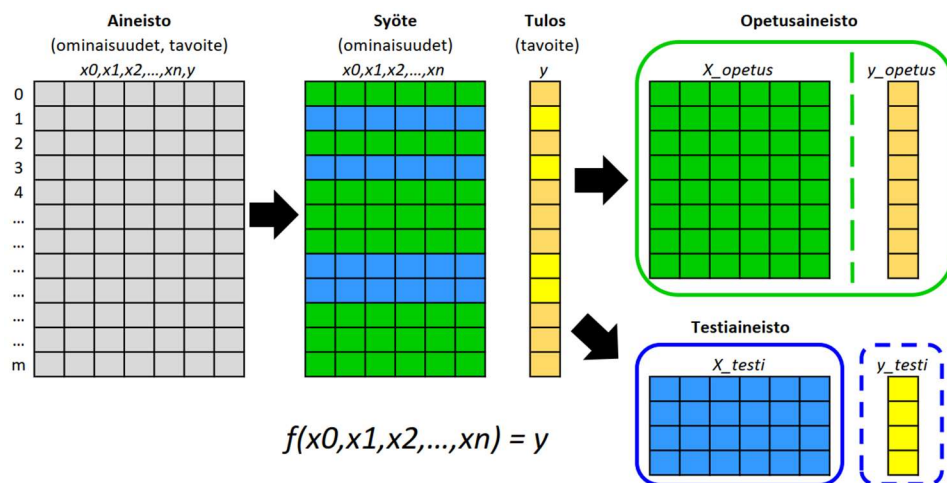 Aineisto
(ominaisuudet, tavoite)
x0,x1,x2,...,xn,y
0
1
2
3
4
...
...
...
...
...
...
m
Syöte
(ominaisuudet)
x0,x1,x2,...,xn
Tulos
(tavoite)
y
Opetusaineisto
X_opetus
y_opetus
Testiaineisto
X_testi
y_testi
f(x0,x1,x2,...,xn) = y